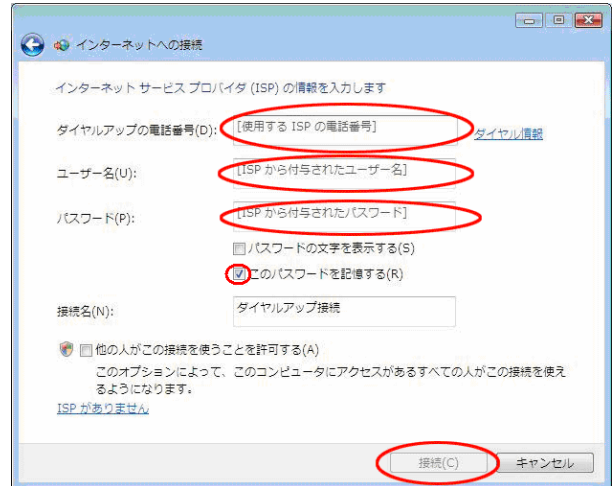 インターネットへの接続
インターネット サービス プロバイダ (ISP) の情報を入力します
ダイヤルアップの電話番号(D): [使用する ISP の電話番号] ダイヤル情報
ユーザー名(U): [ISP から付与されたユーザー名]
パスワード(P): [ISP から付与されたパスワード]
パスワードの文字を表示する(S)
このパスワードを記憶する(R)
接続名(N): ダイヤルアップ接続
他の人がこの接続を使うことを許可する(A)
このオプションによって、このコンピュータにアクセスがあるすべての人がこの接続を使え
るようになります。
ISP がありません
接続(C) キャンセル